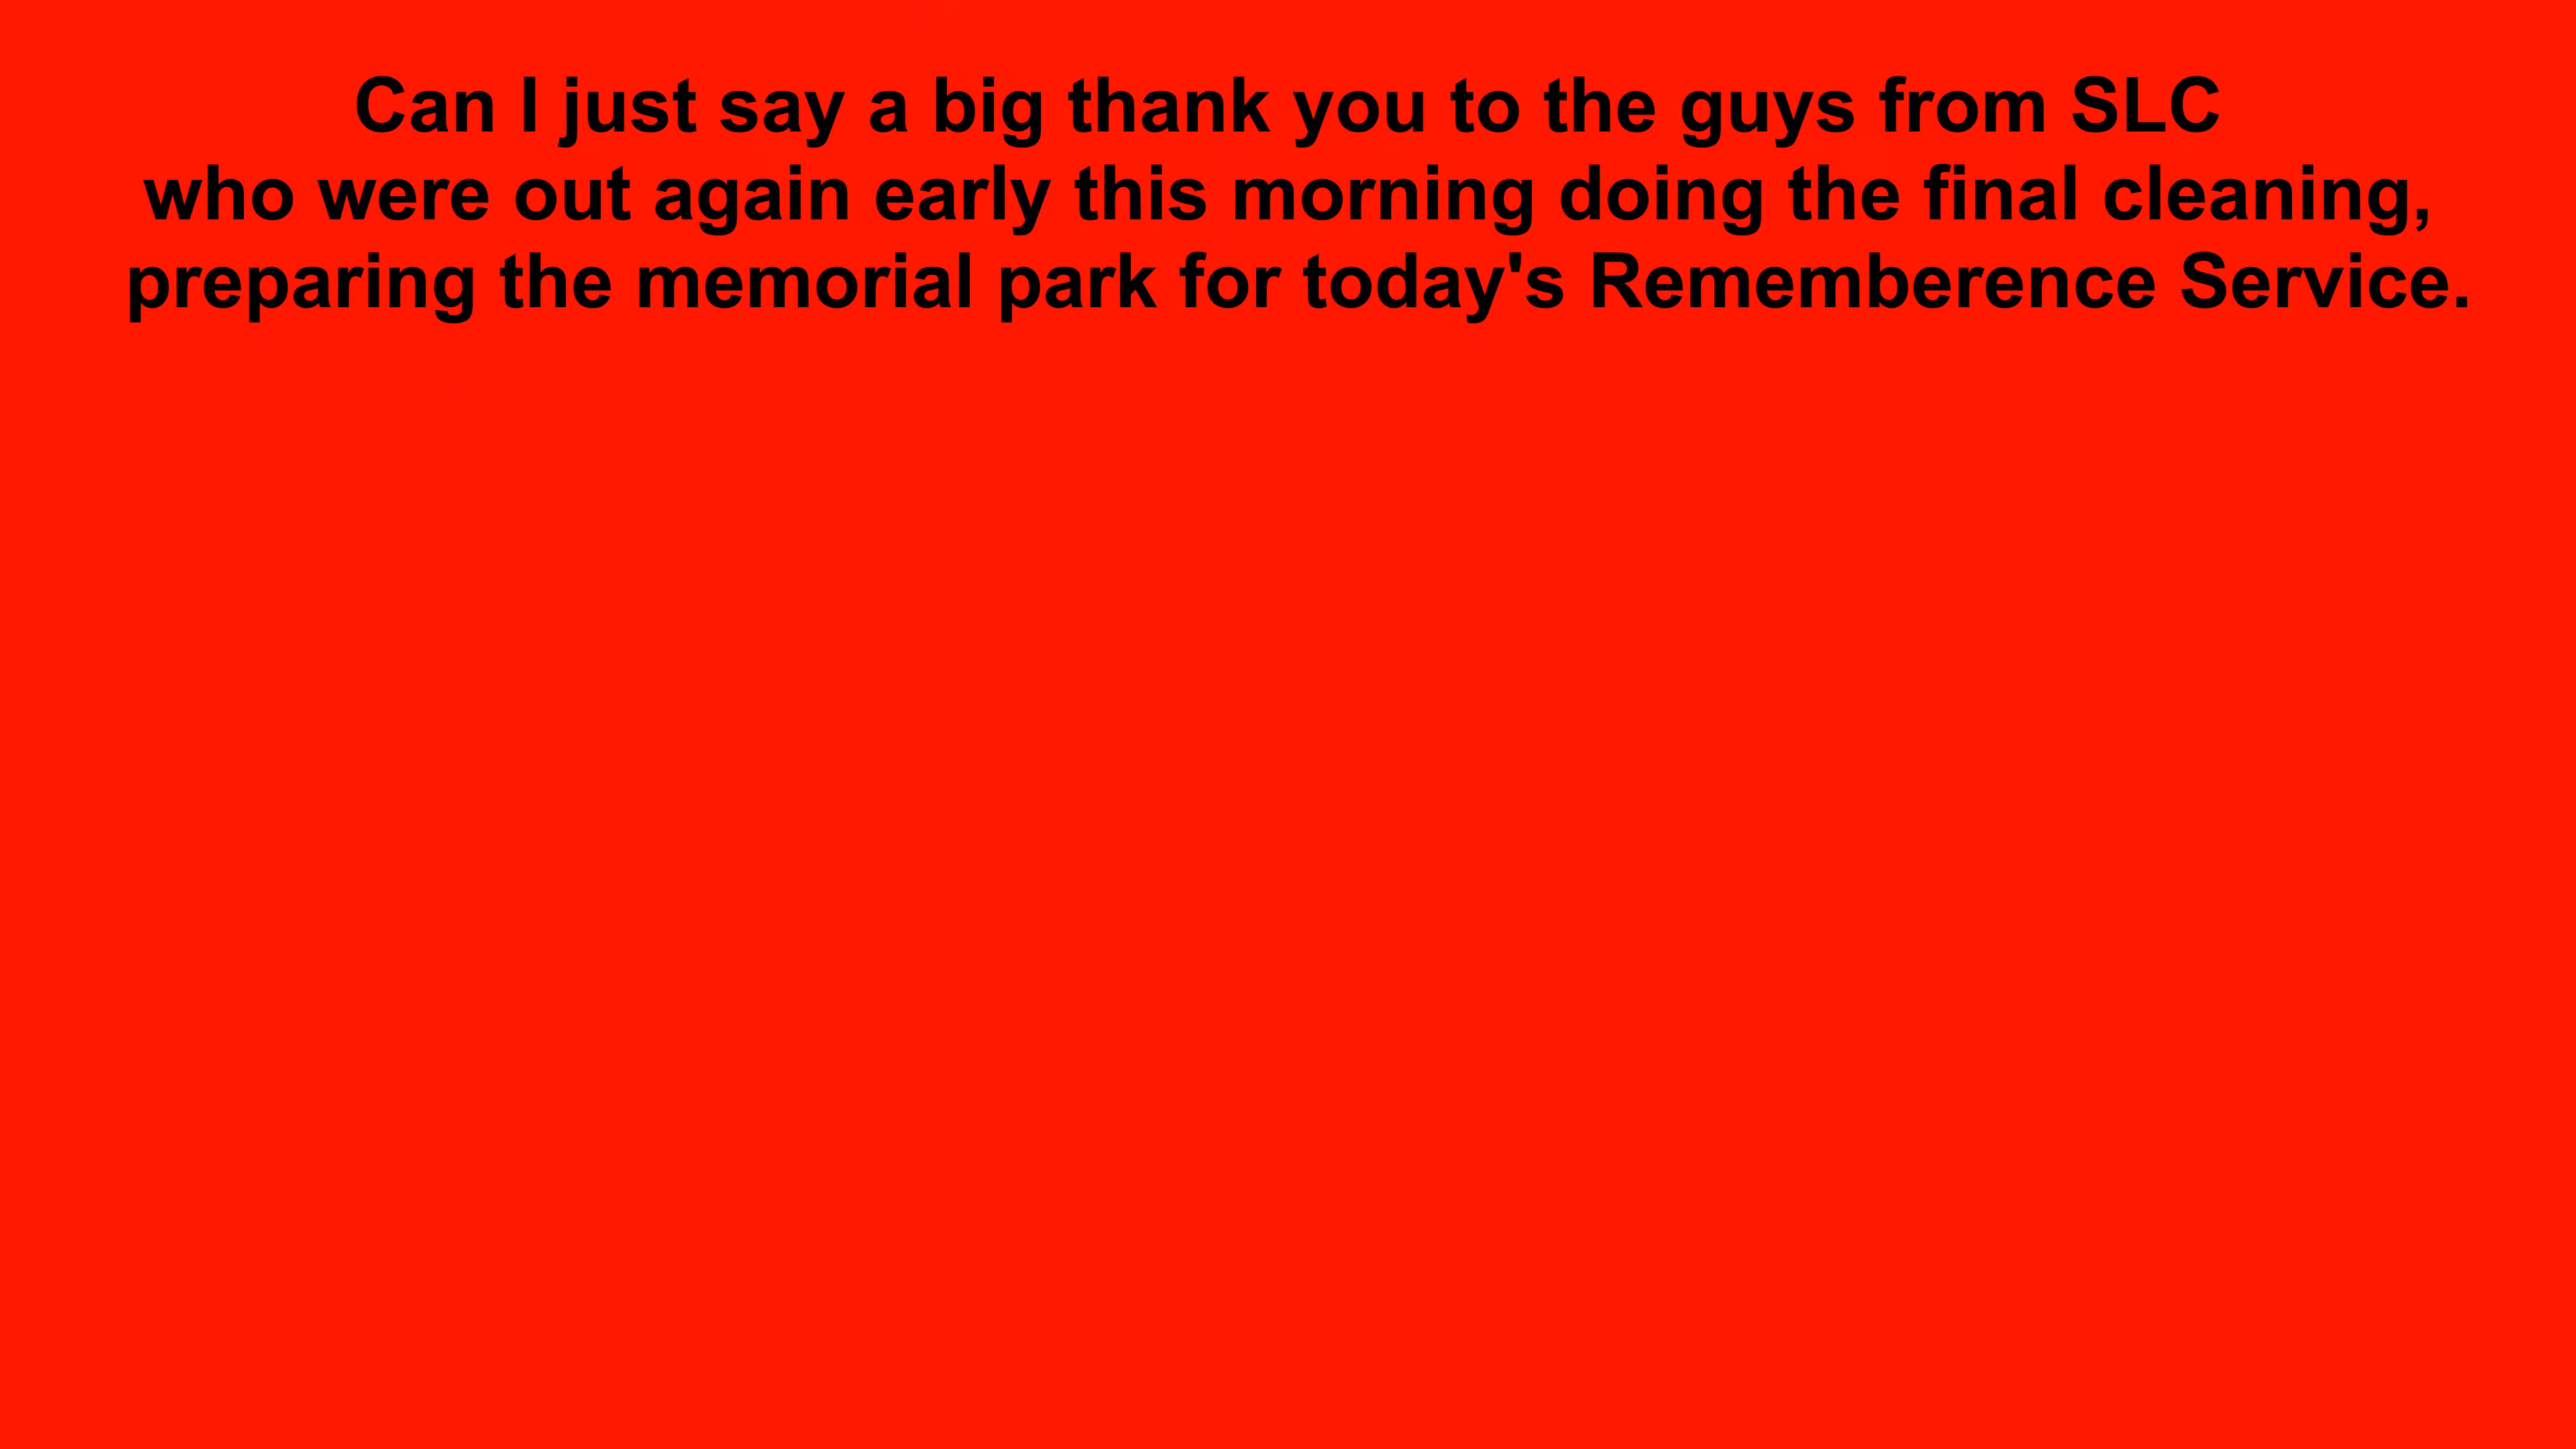 Can I just say a big thank you to the guys from SLC
who were out again early this morning doing the final cleaning,
preparing the memorial park for today's Rememberence Service.